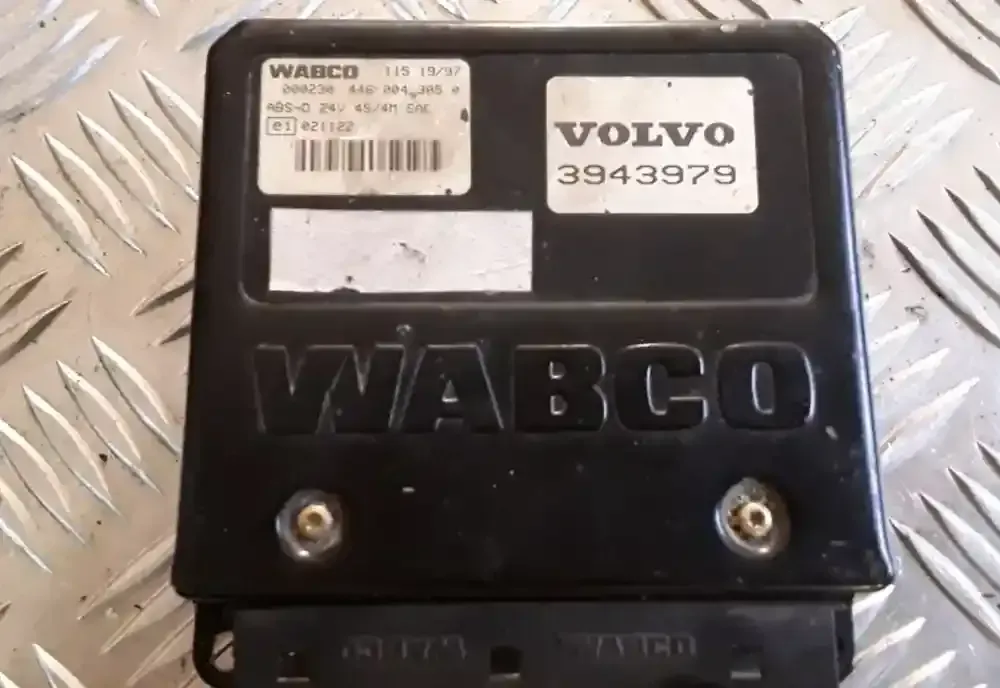 WABCO 115 19/97
000230 446 004 305 0
ABS-D 24V 4S/4M SAE
e1 021122
VOLVO
3943979
WABCO
WABCO